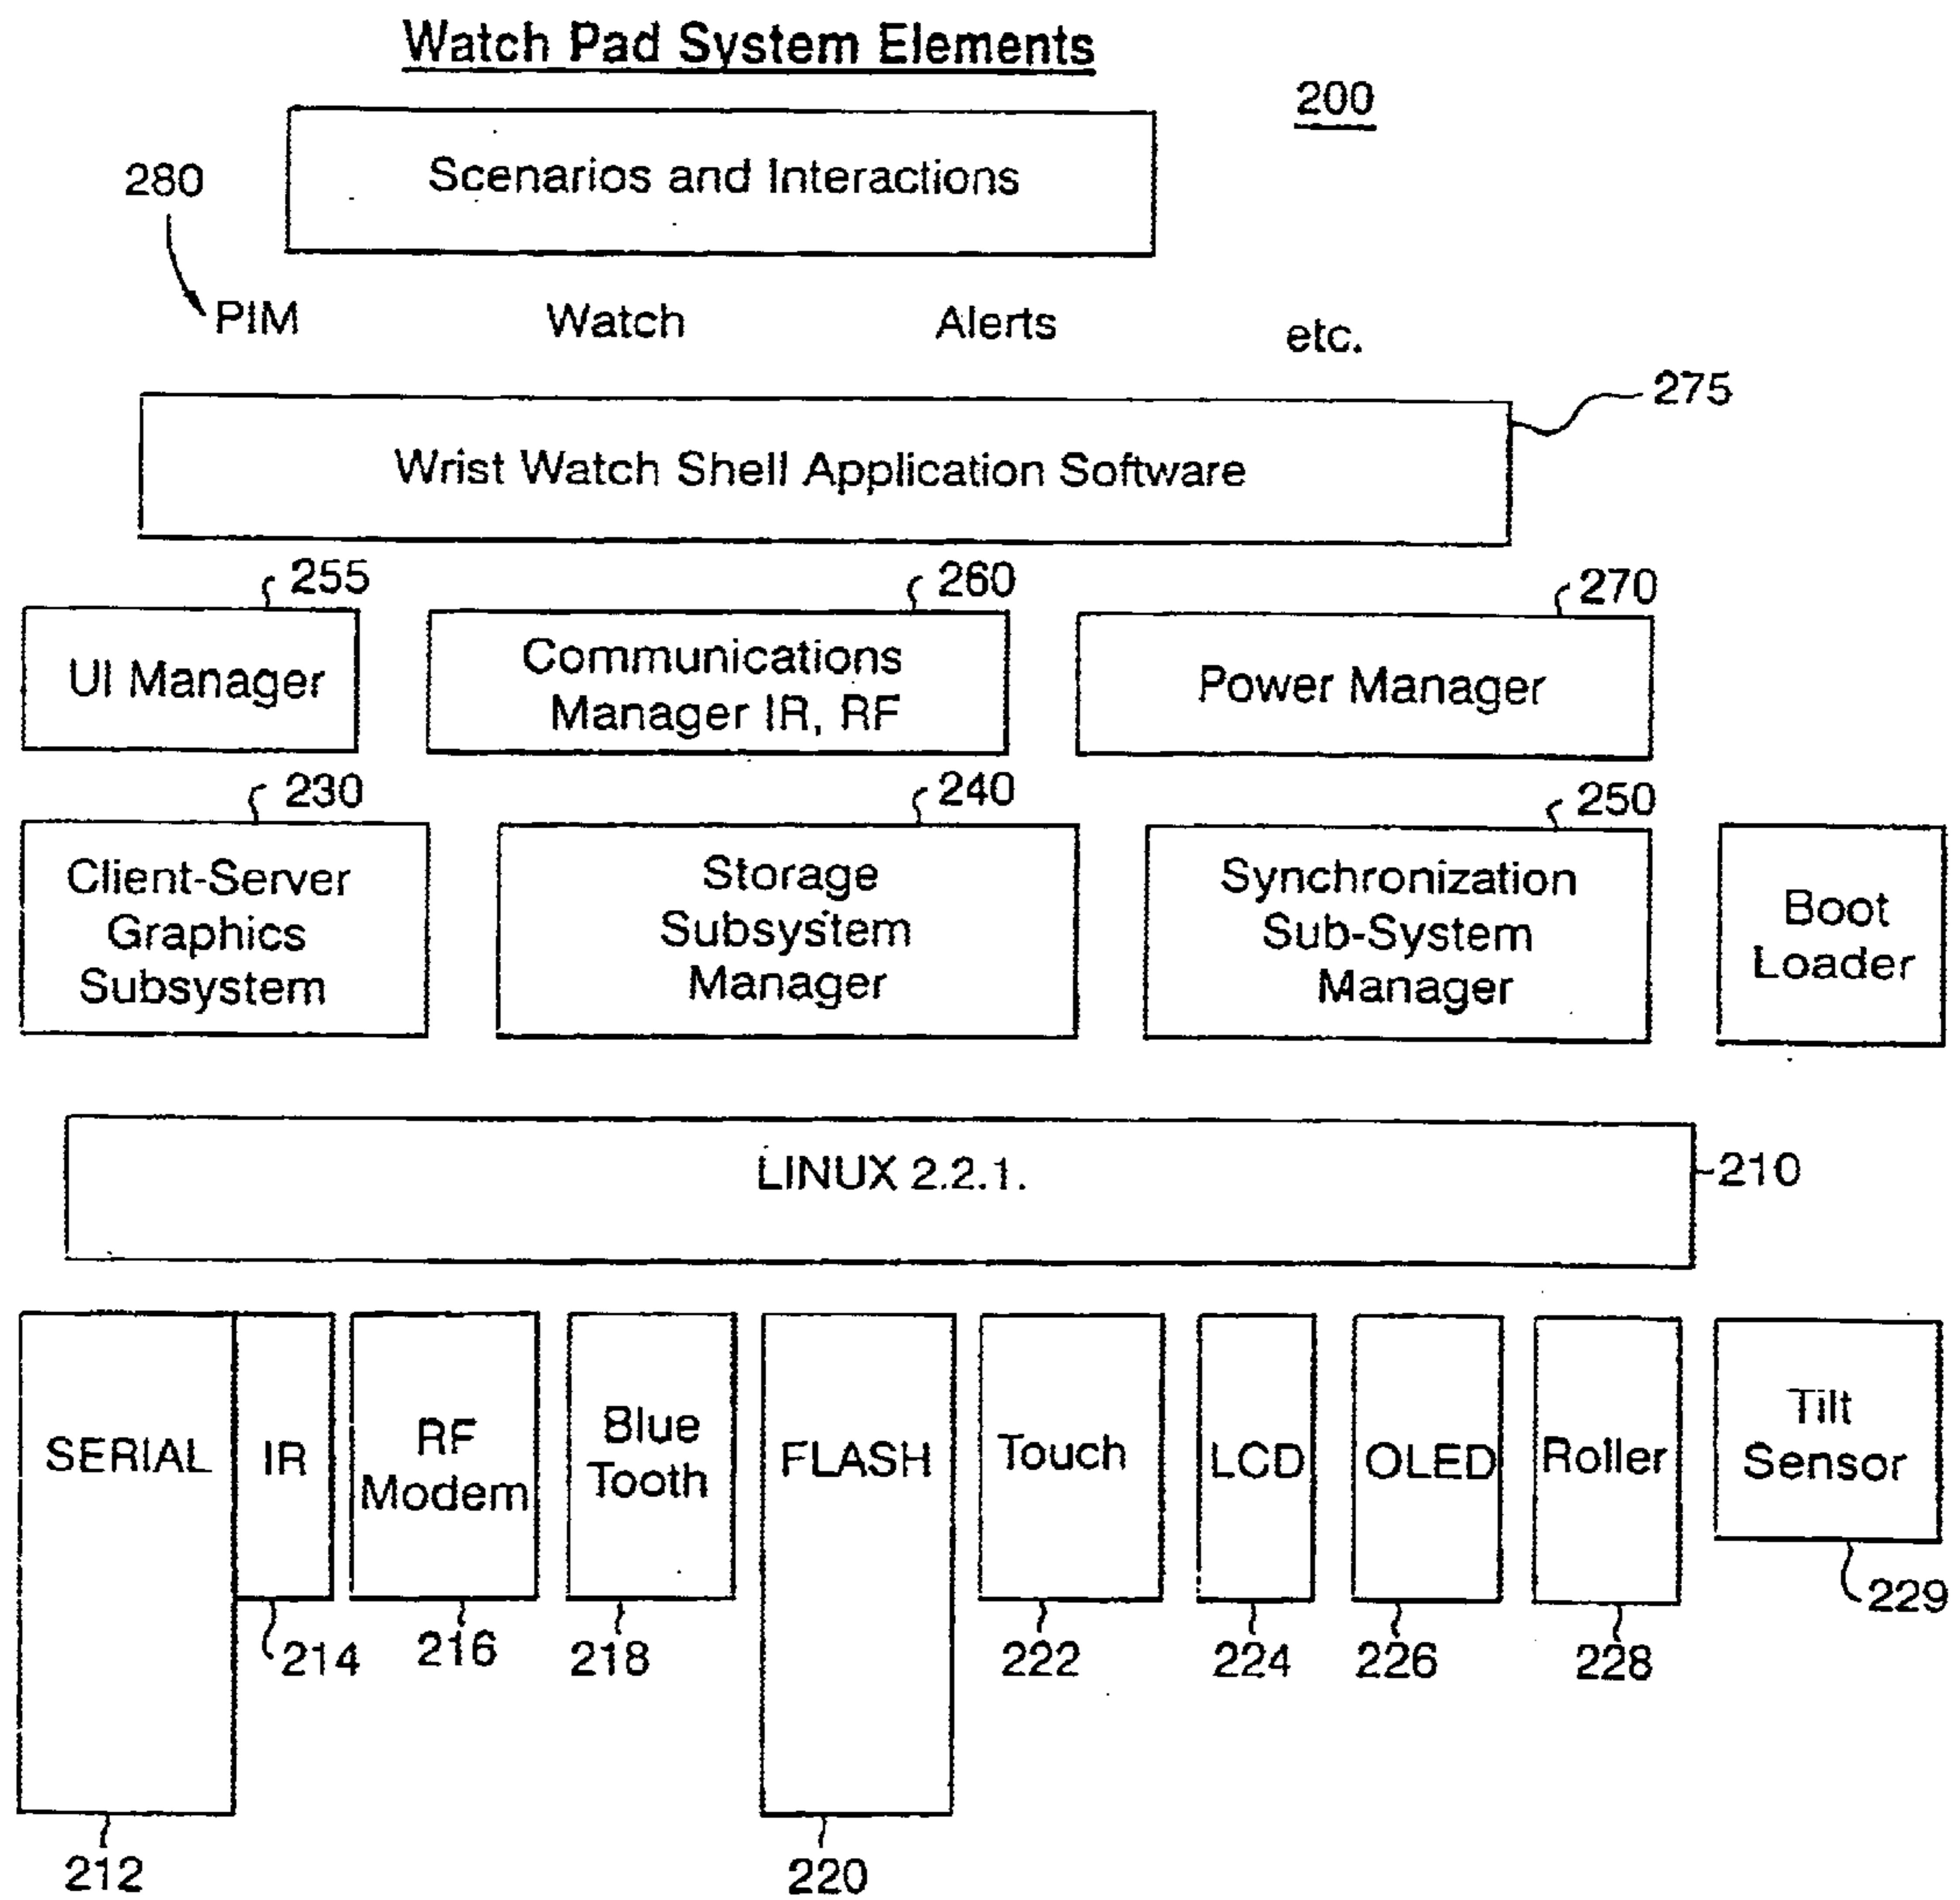 Watch Pad System Elements
200
Scenarios and Interactions
280
PIM
Watch
Alerts
etc.
275
Wrist Watch Shell Application Software
255
260
270
UI Manager
Communications
Manager IR, RF
Power Manager
230
240
250
Client-Server
Graphics
Subsystem
Storage
Subsystem
Manager
Synchronization
Sub-System
Manager
Boot
Loader
LINUX 2.2.1.
210
SERIAL
IR
RF
Modem
Blue
Tooth
FLASH
Touch
LCD
OLED
Roller
Tilt
Sensor
229
214
216
218
222
224
226
228
212
220